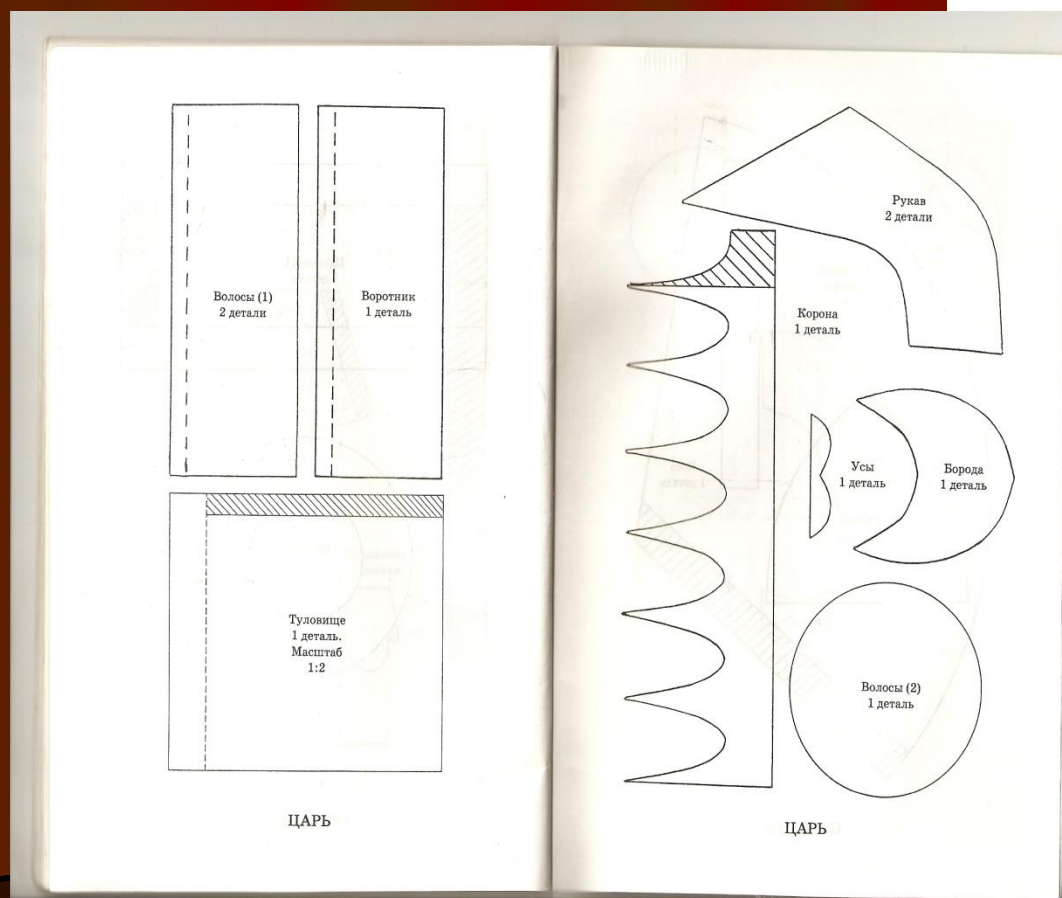 Волосы (1)
2 детали
Воротник
1 деталь
Туловище
1 деталь.
Масштаб
1:2
ЦАРЬ
Рукав
2 детали
Корона
1 деталь
Усы
1 деталь
Борода
1 деталь
Волосы (2)
1 деталь
ЦАРЬ